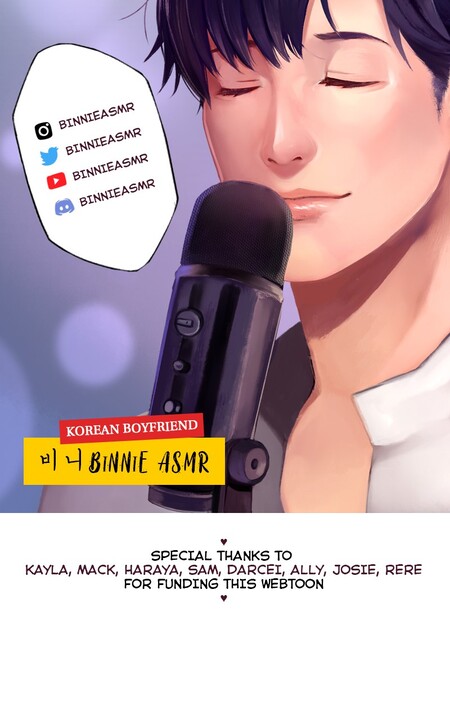 BINNIEASMR
BINNIEASMR
BINNIEASMR
BINNIEASMR
KOREAN BOYFRIEND
비니 BINNIE ASMR
SPECIAL THANKS TO
KAYLA, MACK, HARAYA, SAM, DARCEI, ALLY, JOSIE, RERE
FOR FUNDING THIS WEBTOON